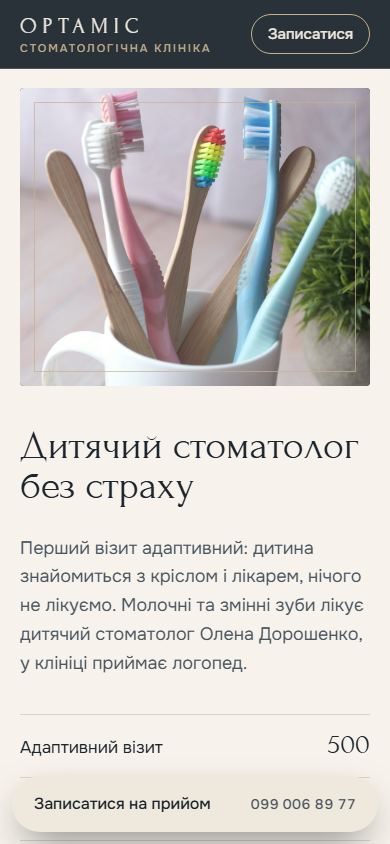 OPTAMIC
СТОМАТОЛОГІЧНА КЛІНІКА
Записатися
Дитячий стоматолог
без страху
Перший візит адаптивний: дитина
знайомиться з кріслом і лікарем, нічого
не лікуємо. Молочні та змінні зуби лікує
дитячий стоматолог Олена Дорошенко,
у клініці приймає логопед.
Адаптивний візит
500
Записатися на прийом
099 006 89 77